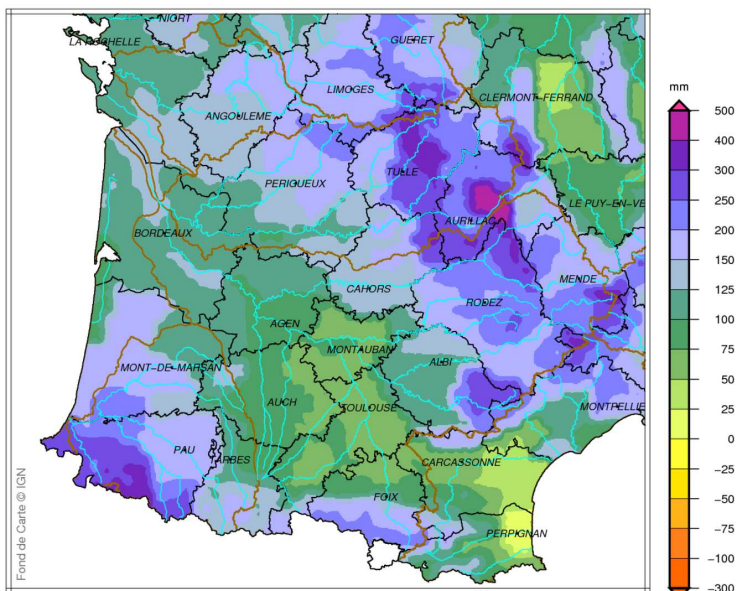 NIORT
LA ROCHELLE
GUERET
LIMOGES
CLERMONT-FERRAND
ANGOULEME
TULLE
PERIGUEUX
LE PUY-EN-VE
AURILLAC
BORDEAUX
MENDE
CAHORS
RODEZ
AGEN
MONTAUBAN
ALBI
MONT-DE-MARSAN
AUCH
TOULOUSE
MONTPELLIE
PAU
TARBES
CARCASSONNE
FOIX
PERPIGNAN
Fond de Carte © IGN
mm
500
400
300
250
200
150
125
100
75
50
25
0
-25
-50
-75
-100
-300